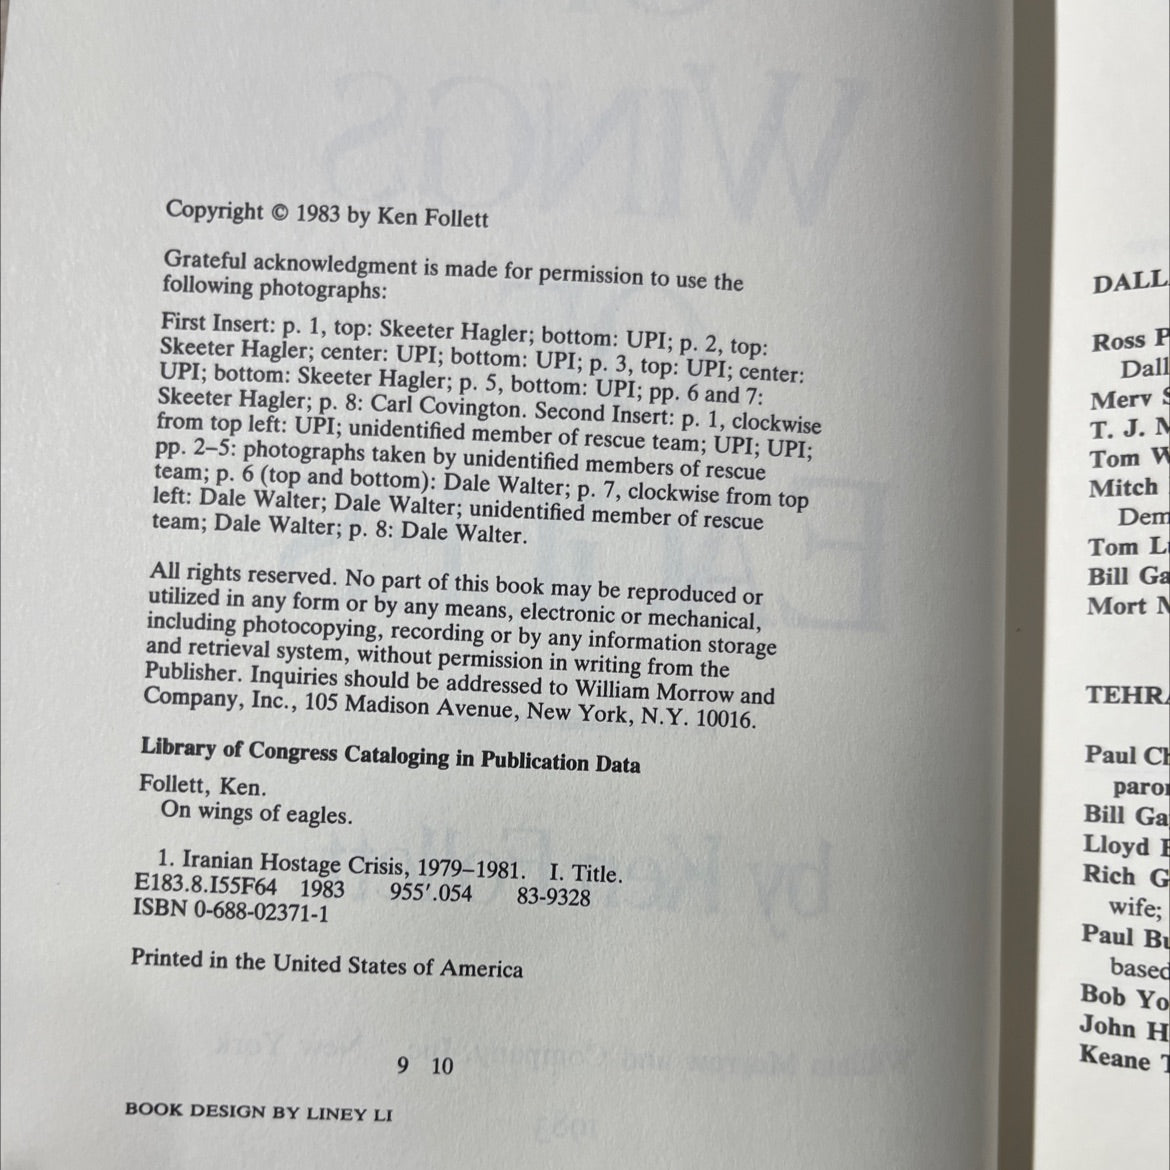 Copyright © 1983 by Ken Follett
Grateful acknowledgment is made for permission to use the
following photographs:
First Insert: p. 1, top: Skeeter Hagler; bottom: UPI; p. 2, top:
Skeeter Hagler; center: UPI; bottom: UPI; p. 3, top: UPI; center:
UPI; bottom: Skeeter Hagler; p. 5, bottom: UPI; pp. 6 and 7:
Skeeter Hagler; p. 8: Carl Covington. Second Insert: p. 1, clockwise
from top left: UPI; unidentified member of rescue team; UPI; UPI;
pp. 2–5: photographs taken by unidentified members of rescue
team; p. 6 (top and bottom): Dale Walter; p. 7, clockwise from top
left: Dale Walter; Dale Walter; unidentified member of rescue
team; Dale Walter; p. 8: Dale Walter.
All rights reserved. No part of this book may be reproduced or
utilized in any form or by any means, electronic or mechanical,
including photocopying, recording or by any information storage
and retrieval system, without permission in writing from the
Publisher. Inquiries should be addressed to William Morrow and
Company, Inc., 105 Madison Avenue, New York, N.Y. 10016.
Library of Congress Cataloging in Publication Data
Follett, Ken.
On wings of eagles.
1. Iranian Hostage Crisis, 1979–1981. I. Title.
E183.8.I55F64 1983 955′.054 83-9328
ISBN 0-688-02371-1
Printed in the United States of America
9 10
BOOK DESIGN BY LINEY LI
DALL
Ross P
Dall
Merv S
T. J. M
Tom W
Mitch
Dem
Tom L
Bill Ga
Mort N
TEHRA
Paul Ch
paro
Bill Ga
Lloyd
Rich G
wife;
Paul Bu
based
Bob Yo
John H
Keane T